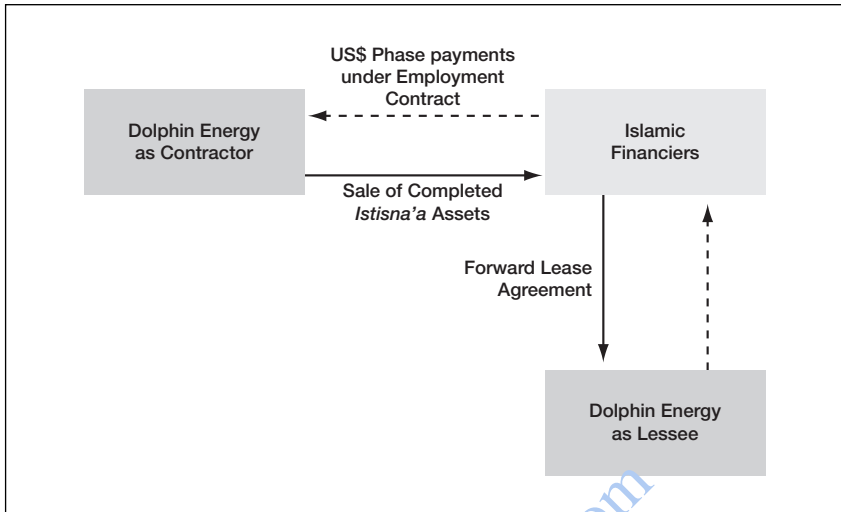 US$ Phase payments
under Employment
Contract
Dolphin Energy
as Contractor
Islamic
Financiers
Sale of Completed
Istisna'a Assets
Forward Lease
Agreement
Dolphin Energy
as Lessee
om